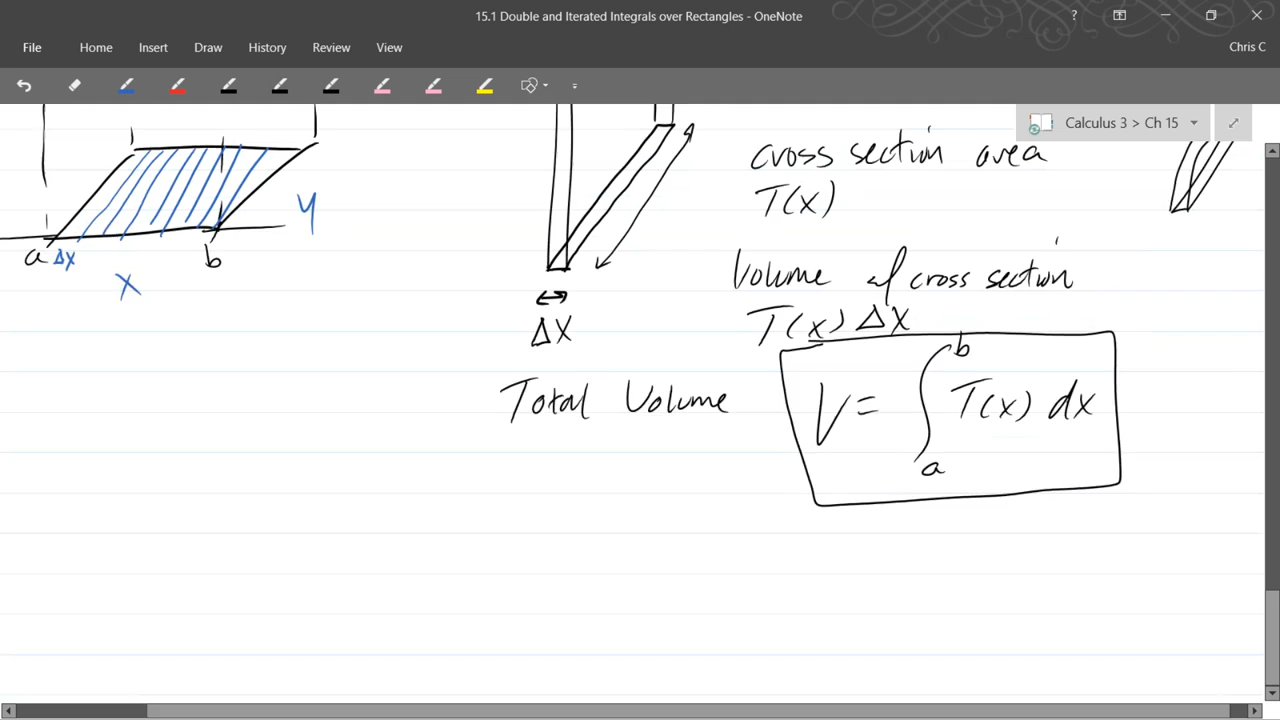 15.1 Double and Iterated Integrals over Rectangles - OneNote
?
File Home Insert Draw History Review View
Chris C
Calculus 3 > Ch 15
cross section area
T(x)
y
a Δx b
x
Volume of cross section
T(x) Δx
Δx
Total Volume V = ∫_a^b T(x) dx